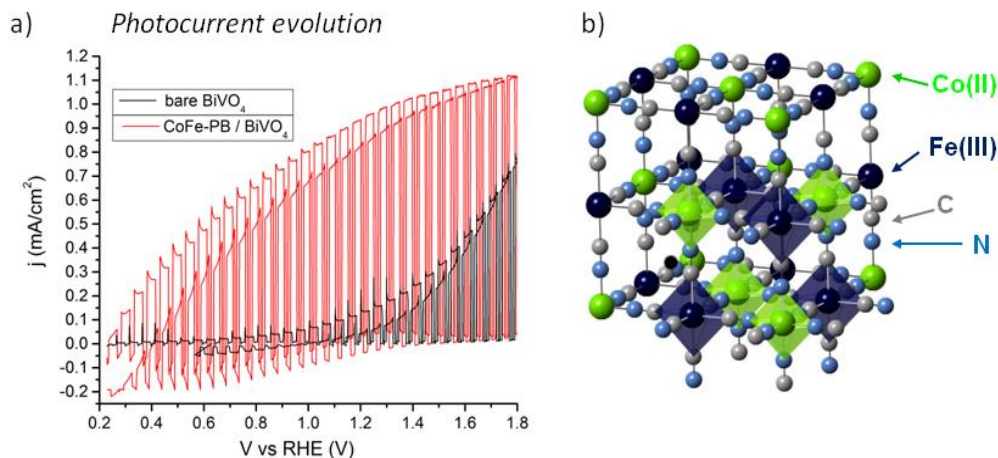 a) Photocurrent evolution
1.2
1.1
1.0
0.9
0.8
0.7
0.6
0.5
0.4
0.3
0.2
0.1
0.0
-0.1
-0.2
j (mA/cm²)
bare BiVO₄
CoFe-PB / BiVO₄
0.2 0.4 0.6 0.8 1.0 1.2 1.4 1.6 1.8
V vs RHE (V)
b)
Co(II)
Fe(III)
C
N